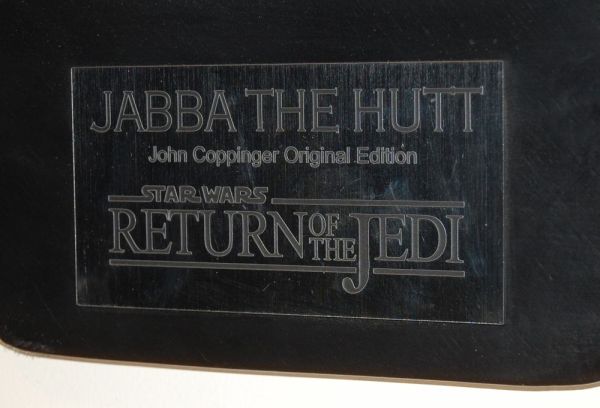 JABBA THE HUTT
John Coppinger Original Edition
STAR WARS
RETURN OF THE JEDI